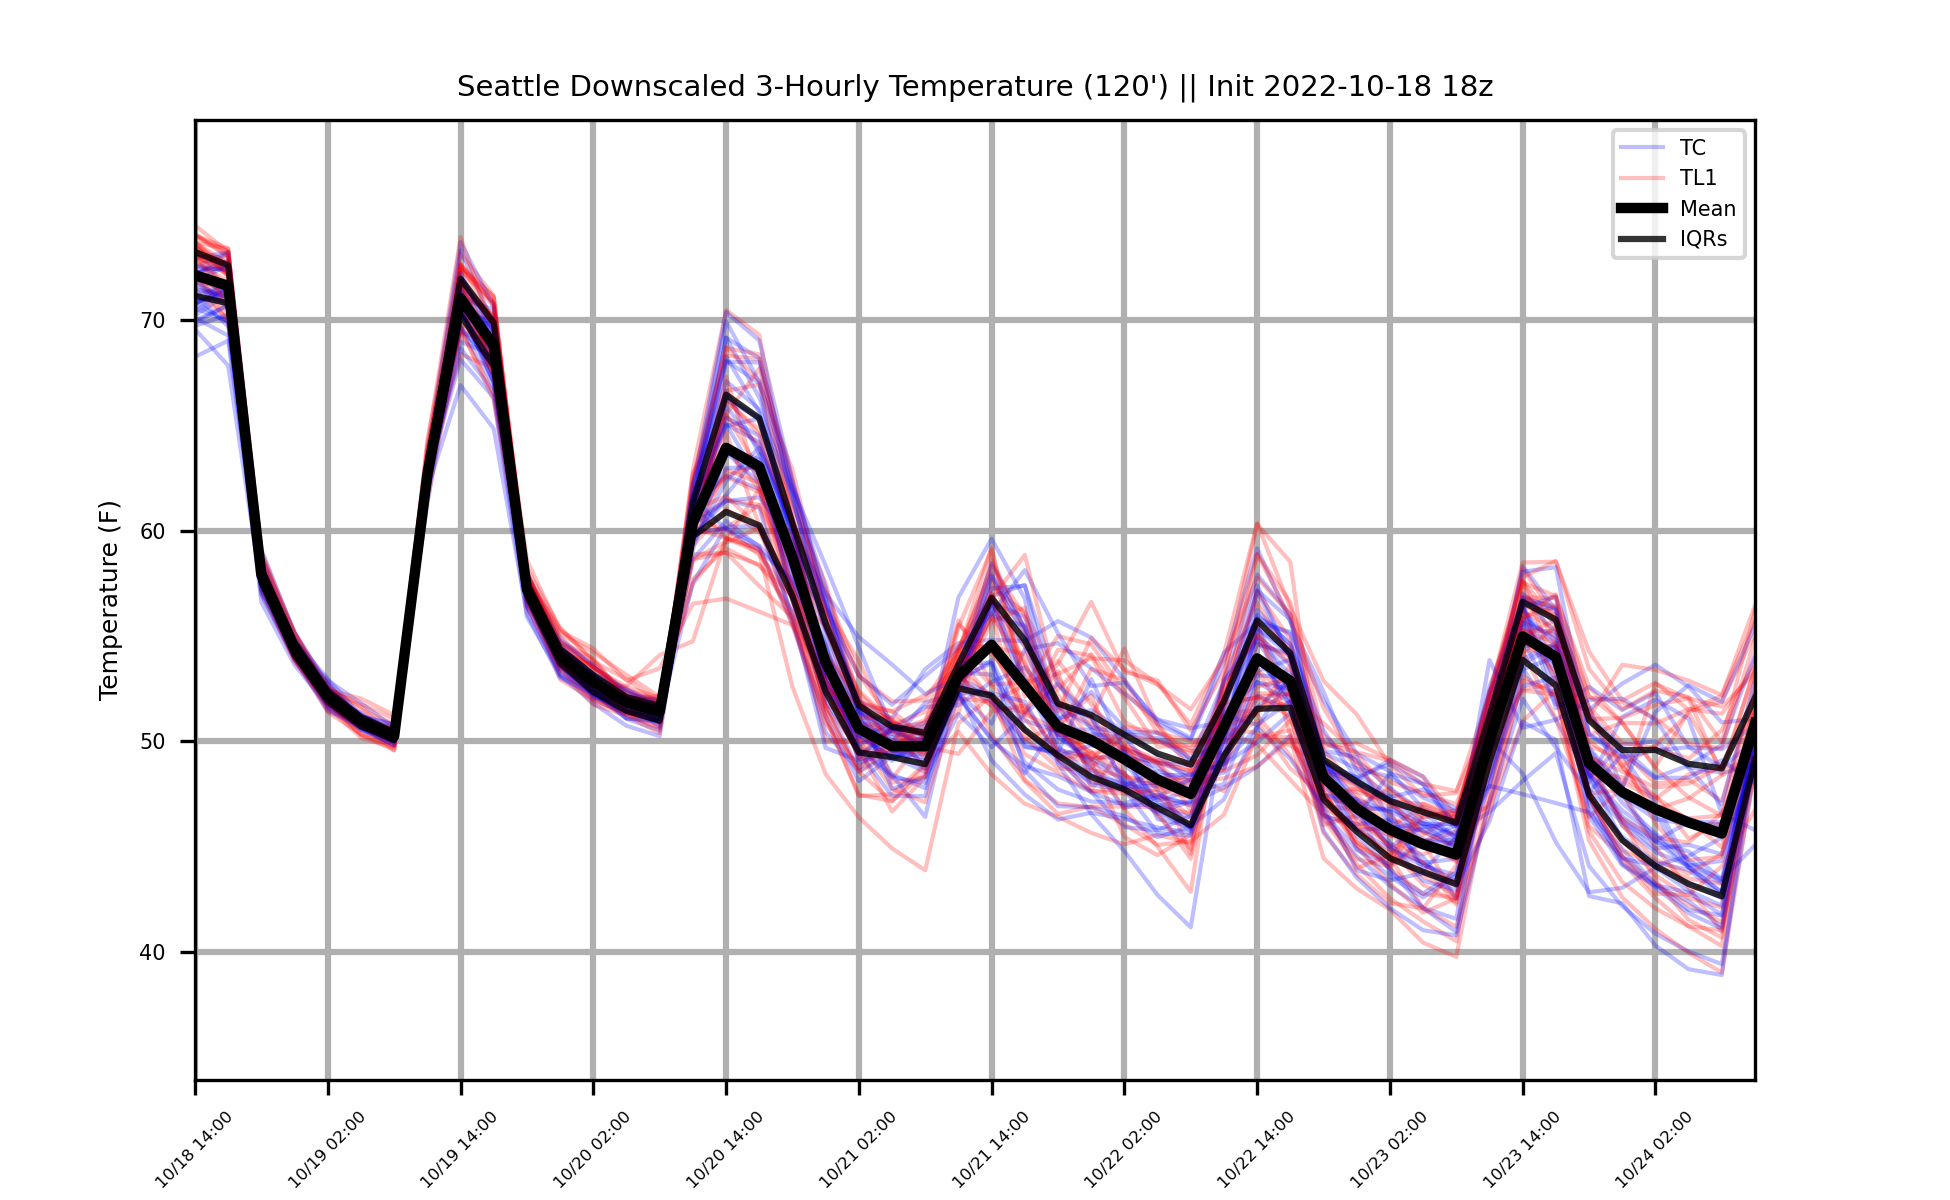 Seattle Downscaled 3-Hourly Temperature (120') || Init 2022-10-18 18z
TC
TL1
Mean
IQRs
Temperature (F)
70
60
50
40
10/18 14:00
10/19 02:00
10/19 14:00
10/20 02:00
10/20 14:00
10/21 02:00
10/21 14:00
10/22 02:00
10/22 14:00
10/23 02:00
10/23 14:00
10/24 02:00